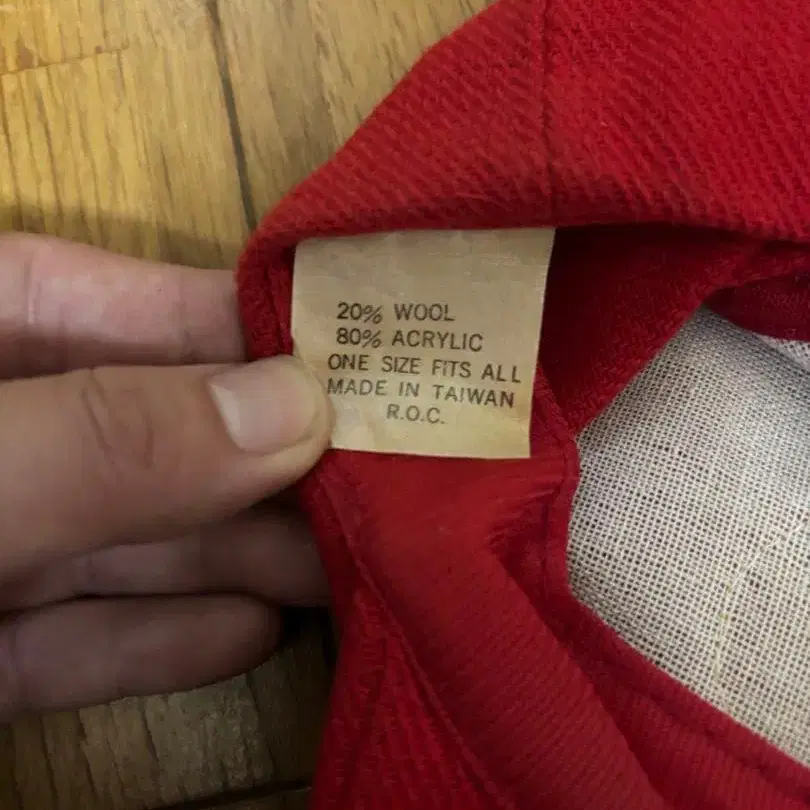 20% WOOL
80% ACRYLIC
ONE SIZE FITS ALL
MADE IN TAIWAN
R.O.C.